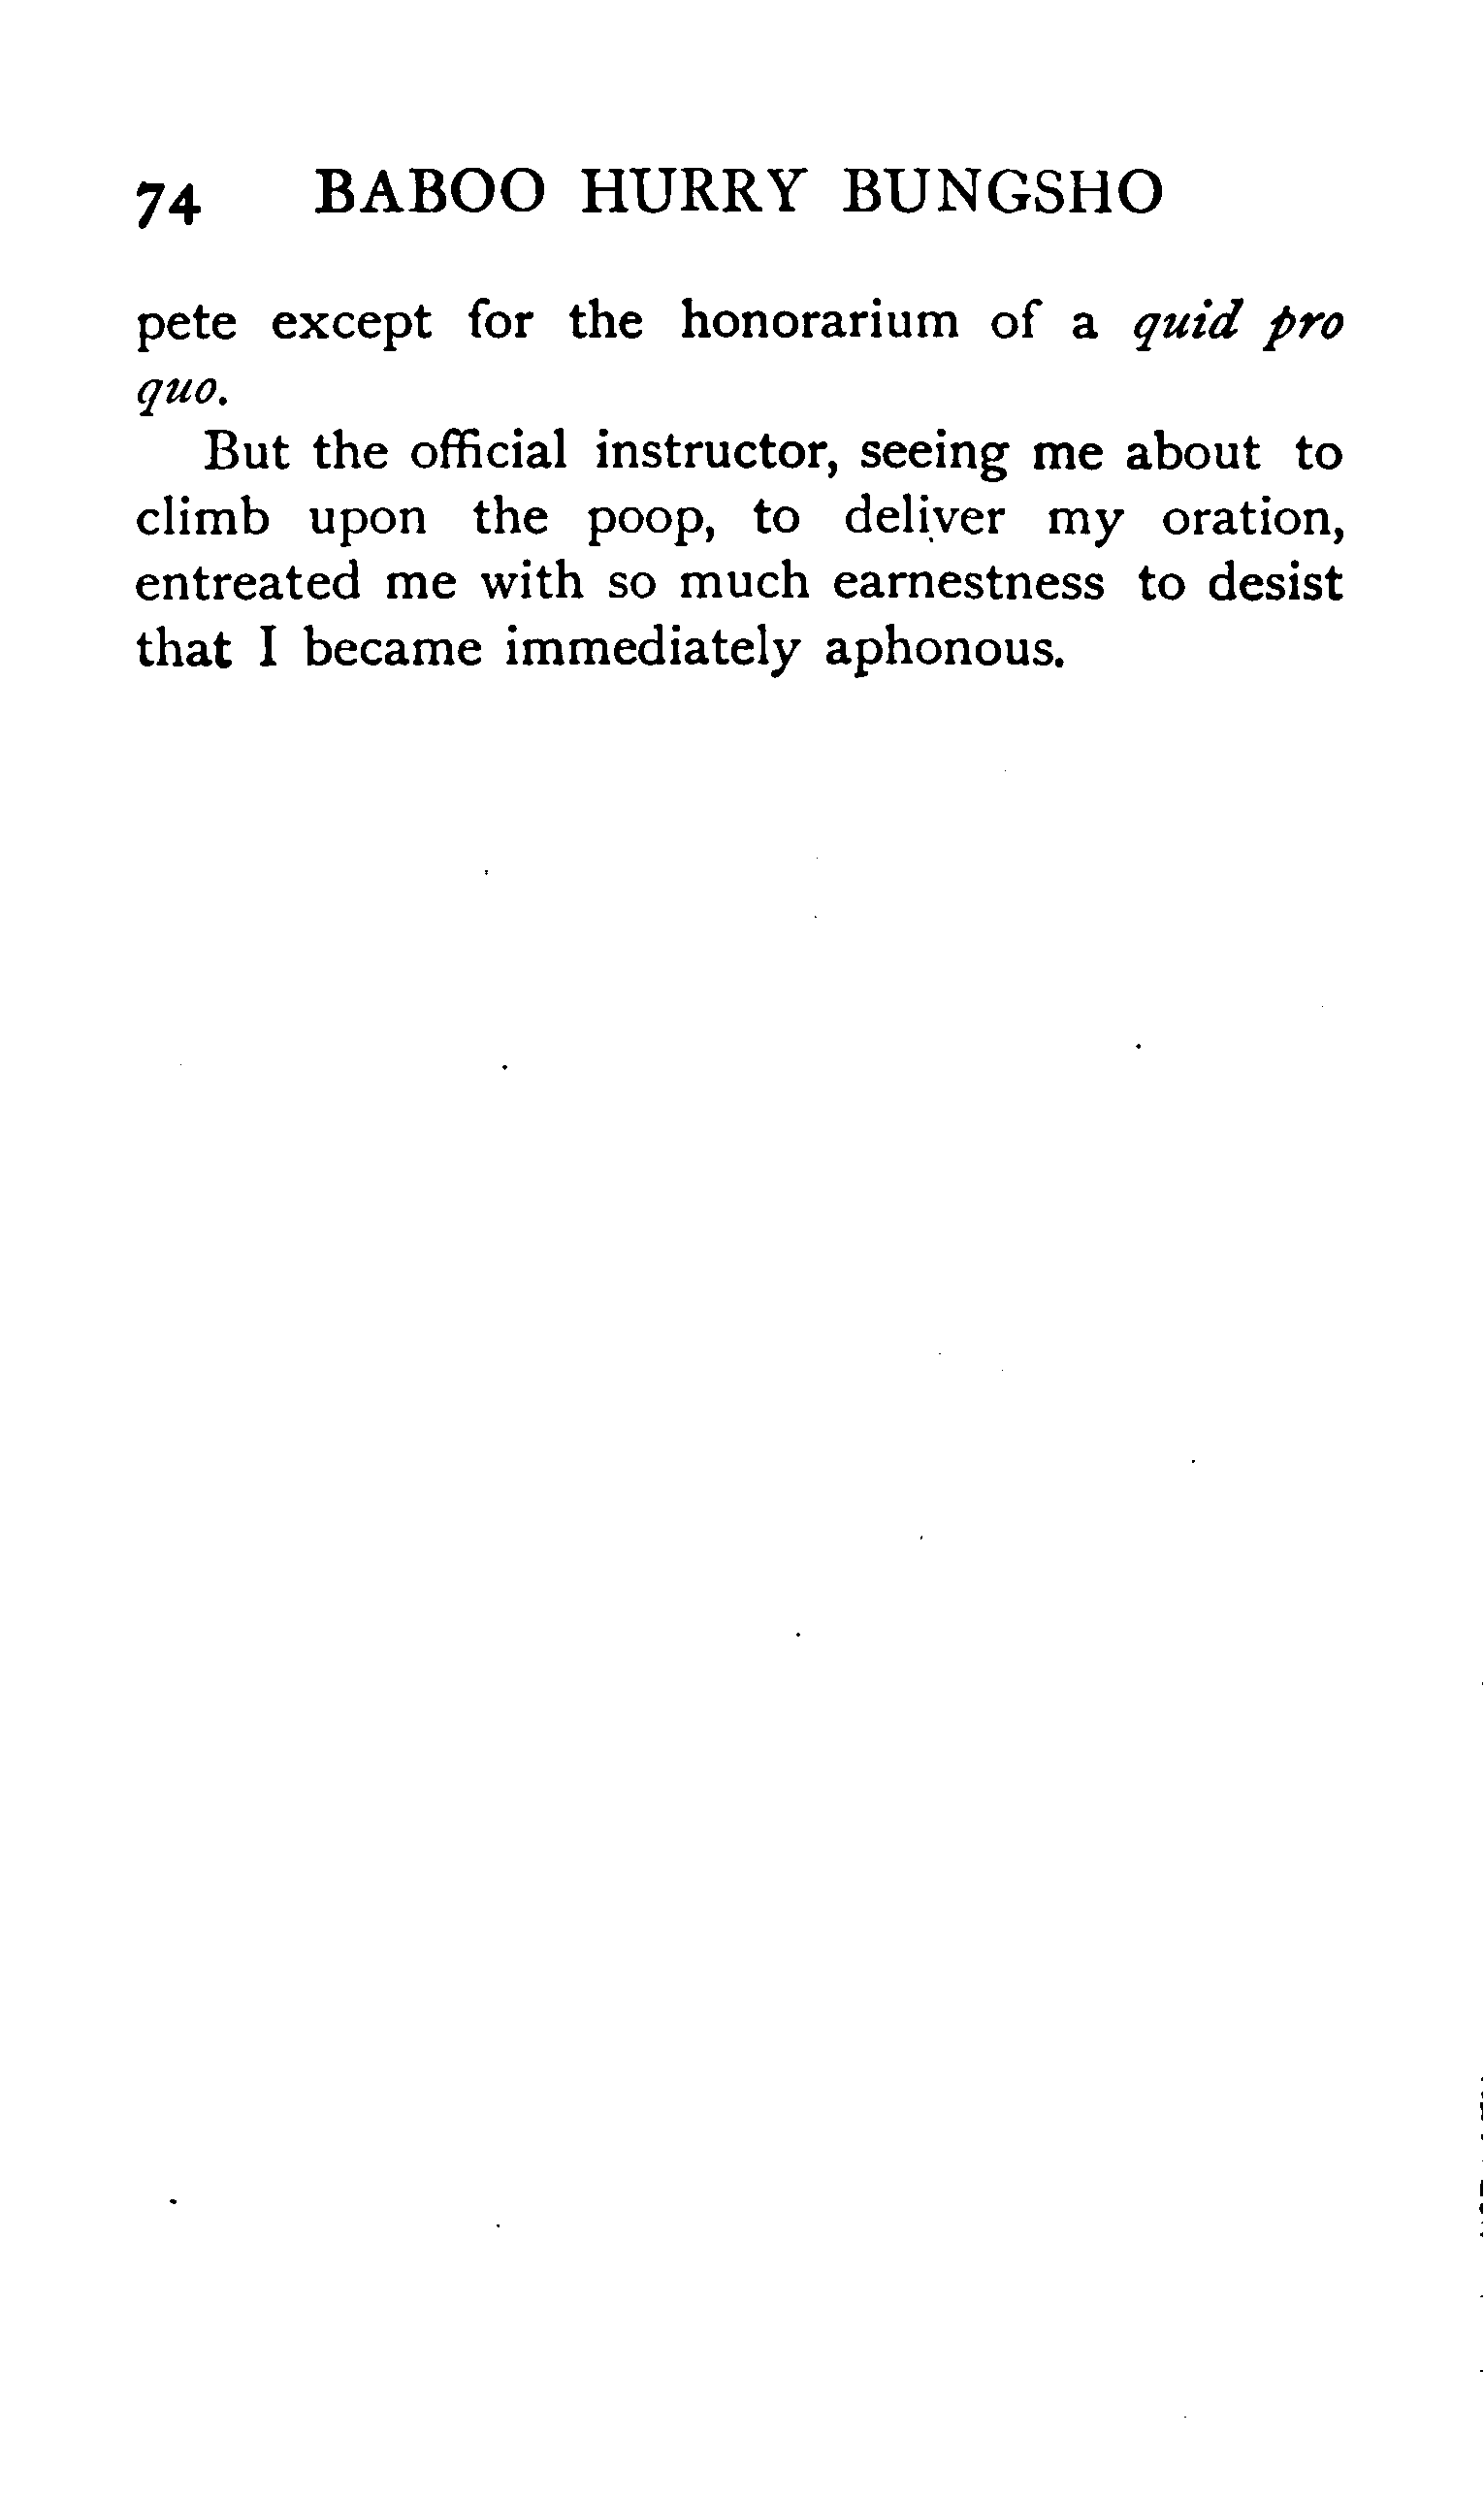 74 BABOO HURRY BUNGSHO
pete except for the honorarium of a quid pro
quo.
But the official instructor, seeing me about to
climb upon the poop, to deliver my oration,
entreated me with so much earnestness to desist
that I became immediately aphonous.